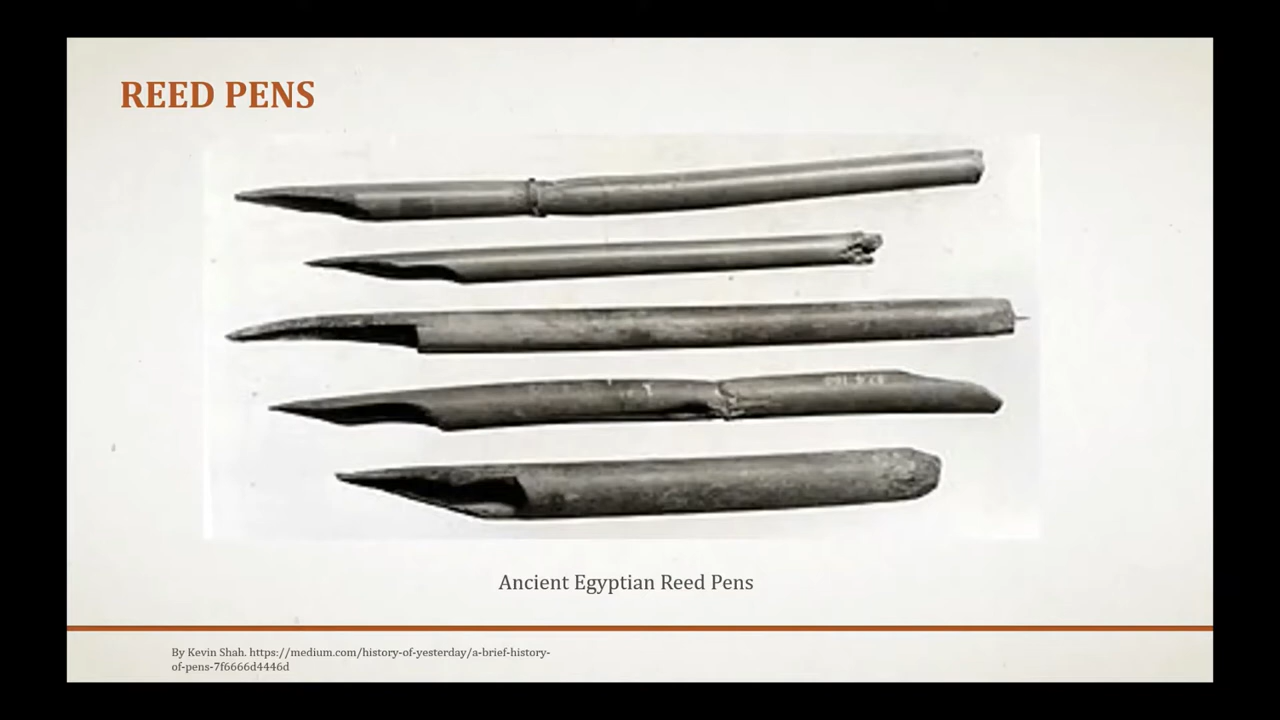 REED PENS
Ancient Egyptian Reed Pens
By Kevin Shah. https://medium.com/history-of-yesterday/a-brief-history-
of-pens-7f6666d4446d